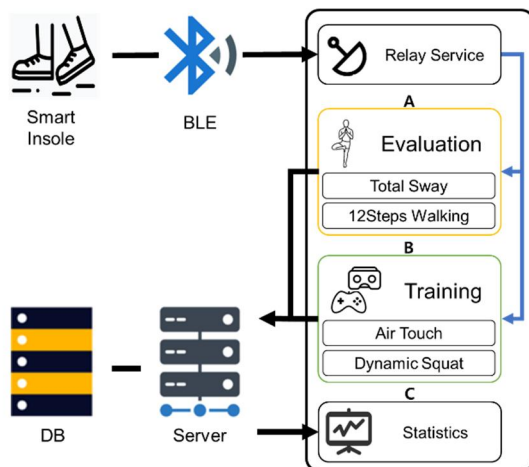 Smart
Insole
BLE
Relay Service
A
Evaluation
Total Sway
12Steps Walking
B
Training
Air Touch
Dynamic Squat
C
Statistics
DB
Server